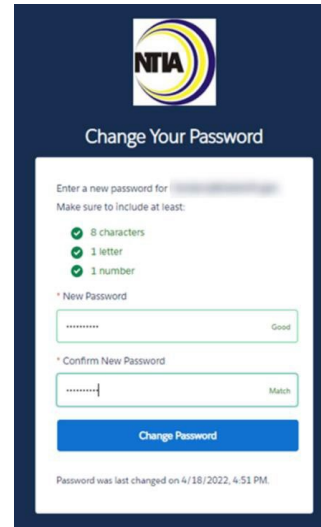 NTIA
Change Your Password
Enter a new password for
Make sure to include at least:
8 characters
1 letter
1 number
* New Password
•••••••••• Good
* Confirm New Password
•••••••••• Match
Change Password
Password was last changed on 4/18/2022, 4:51 PM.